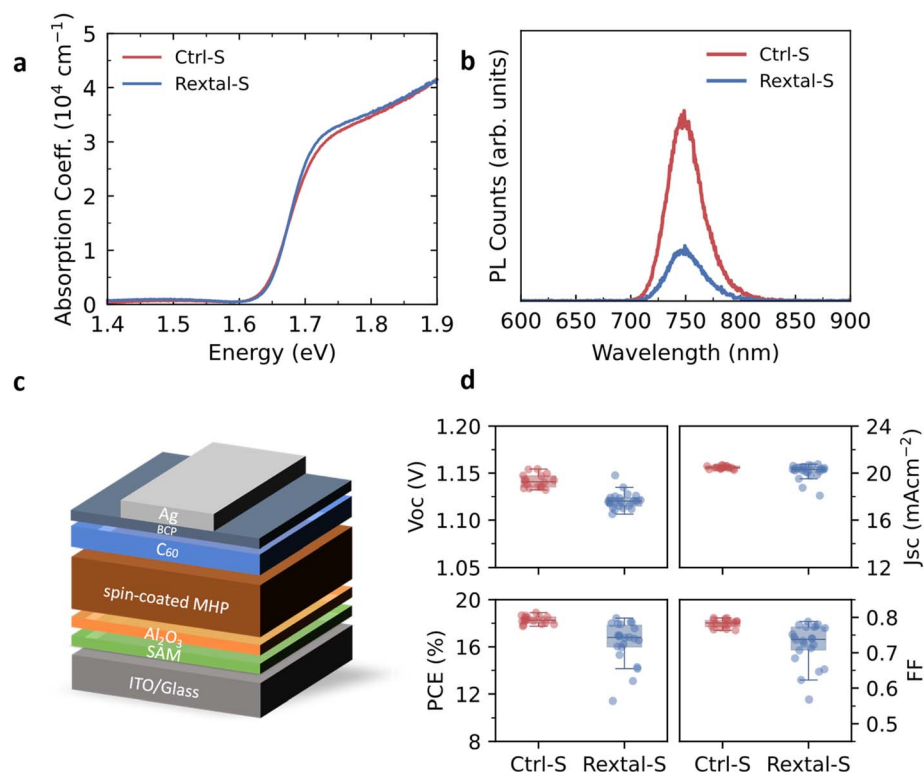 a
Ctrl-S
Rextal-S
Absorption Coeff. (10⁴ cm⁻¹)
5
4
3
2
1
0
1.4 1.5 1.6 1.7 1.8 1.9
Energy (eV)
b
Ctrl-S
Rextal-S
PL Counts (arb. units)
600 650 700 750 800 850 900
Wavelength (nm)
c
Ag
BCP
C₆₀
spin-coated MHP
Al₂O₃
SAM
ITO/Glass
d
Voc (V)
1.20
1.15
1.10
1.05
24
20
16
12
Jsc (mAcm⁻²)
PCE (%)
20
16
12
8
0.8
0.7
0.6
0.5
FF
Ctrl-S Rextal-S Ctrl-S Rextal-S